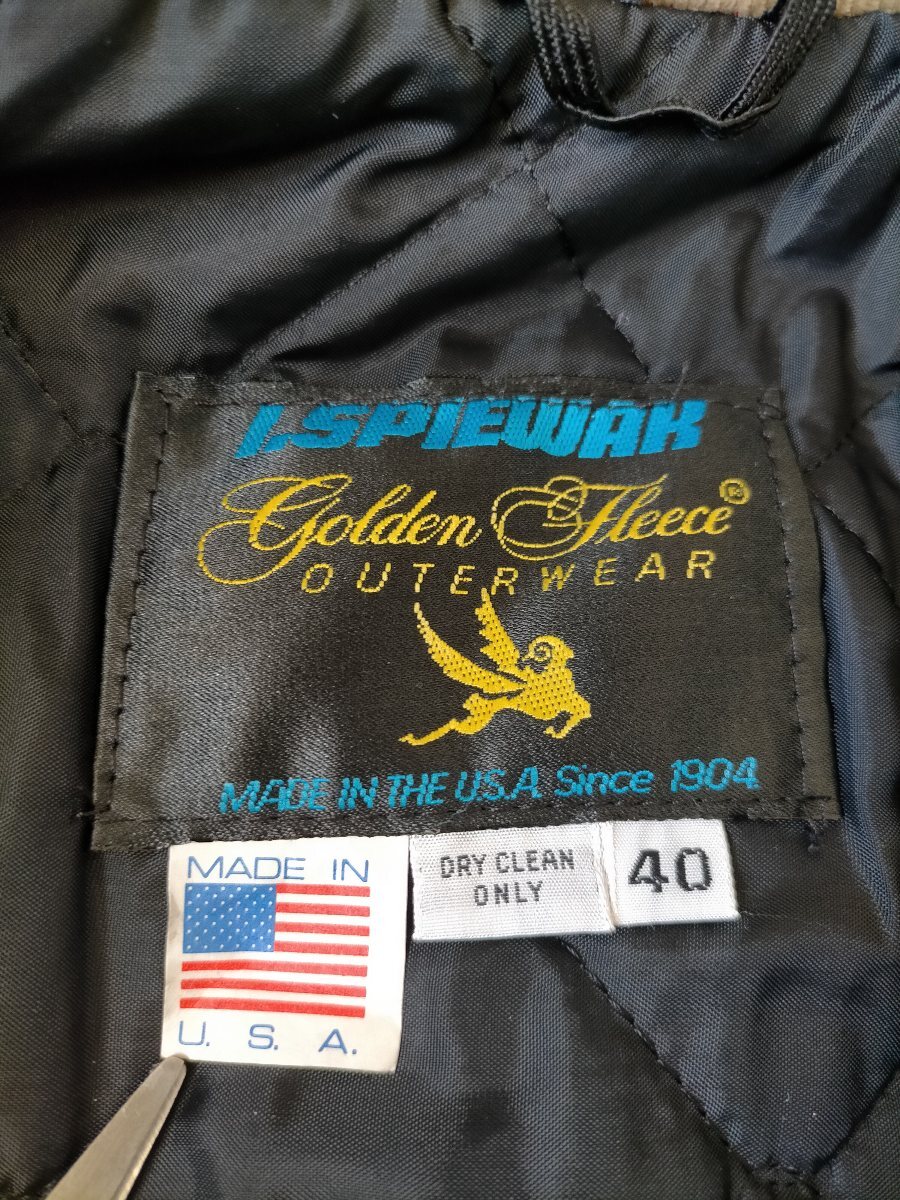 I.SPIEWAK
Golden Fleece®
OUTERWEAR
MADE IN THE U.S.A. Since 1904
MADE IN
U. S. A.
DRY CLEAN
ONLY
40